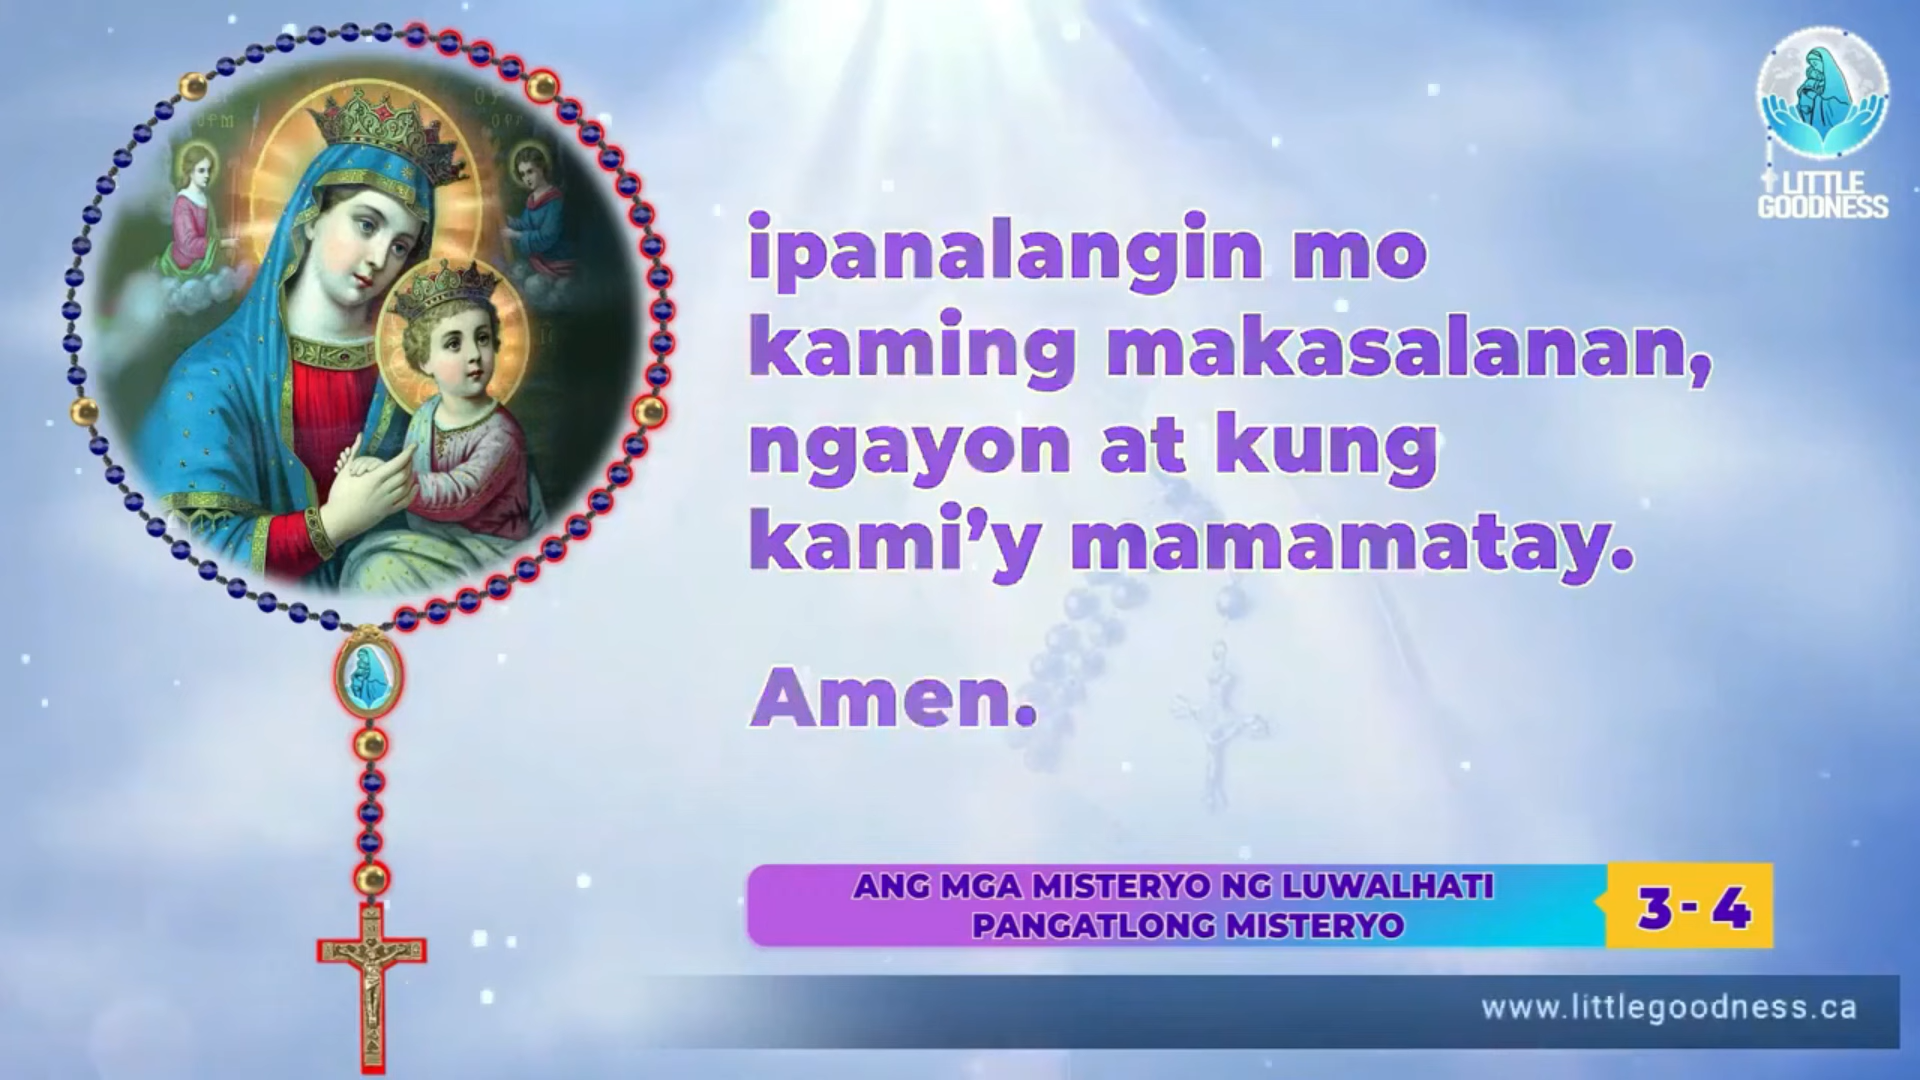 ipanalangin mo
kaming makasalanan,
ngayon at kung
kami’y mamamatay.
Amen.
ANG MGA MISTERYO NG LUWALHATI
PANGATLONG MISTERYO
3-4
www.littlegoodness.ca
LITTLE
GOODNESS